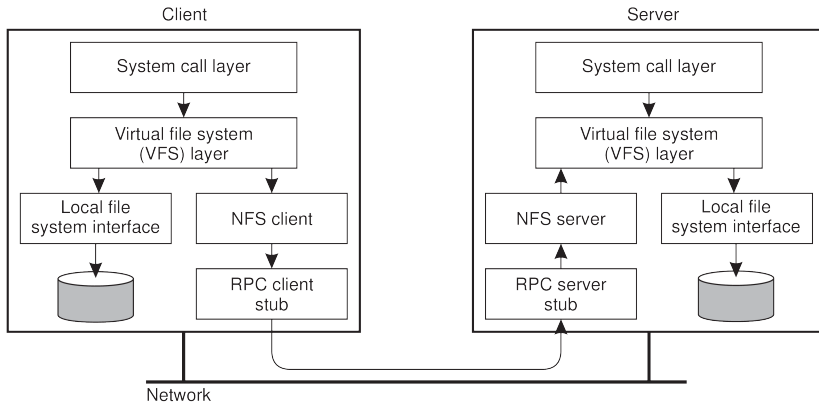 Client
Server
System call layer
System call layer
Virtual file system
(VFS) layer
Virtual file system
(VFS) layer
Local file
system interface
NFS client
NFS server
Local file
system interface
RPC client
stub
RPC server
stub
Network